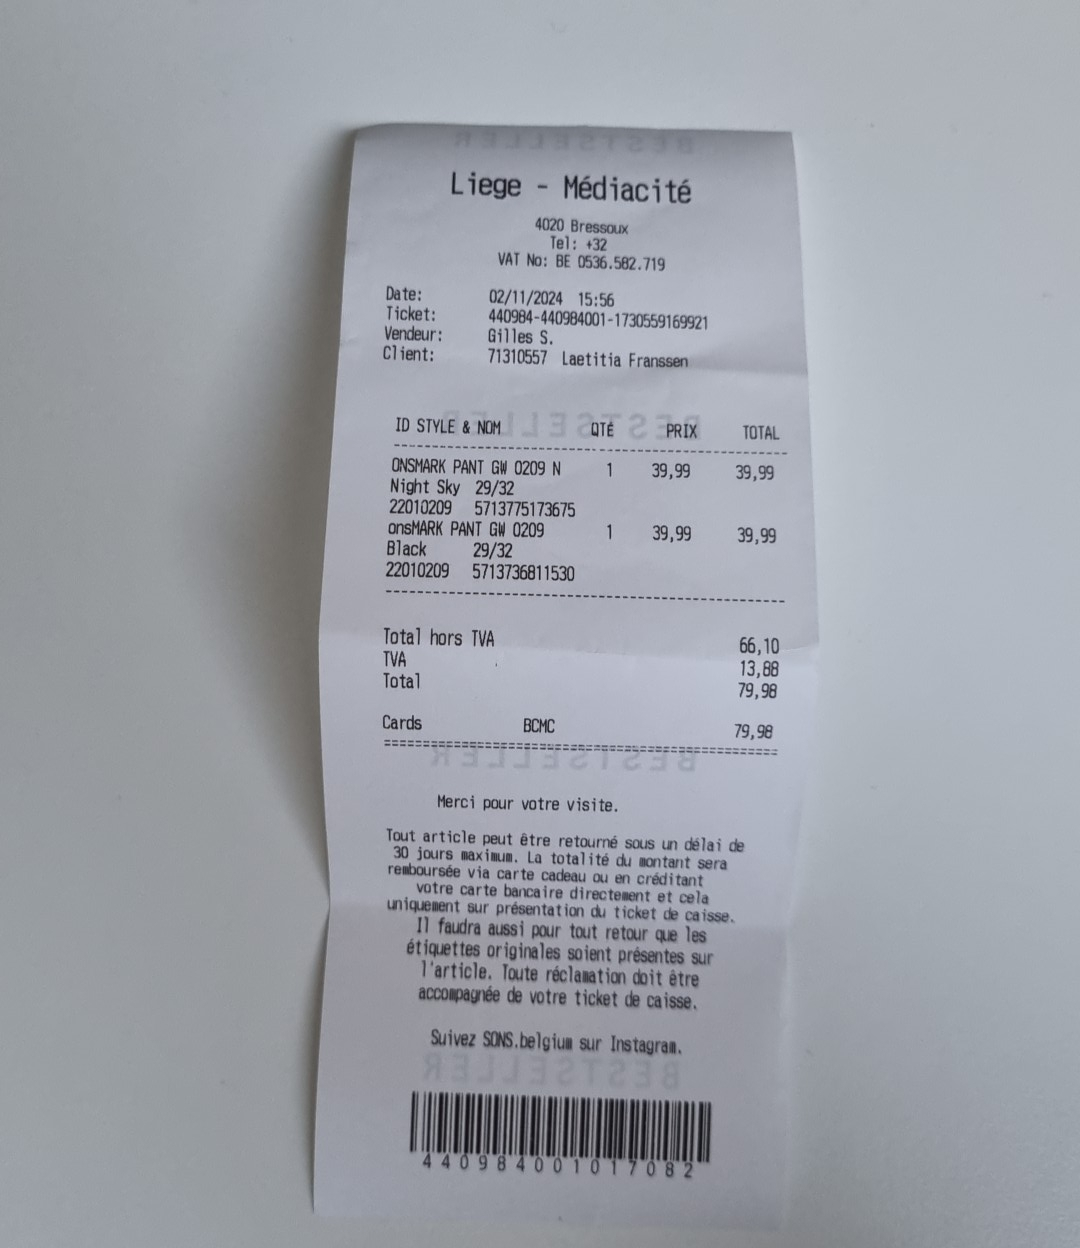 BESTSELLER
Liege - Médiacité
4020 Bressoux
Tel: +32
VAT No: BE 0536.582.719
Date: 02/11/2024 15:56
Ticket: 440984-440984001-1730559169921
Vendeur: Gilles S.
Client: 71310557 Laetitia Franssen
BESTSELLER
ID STYLE & NOM QTÉ PRIX TOTAL
ONSMARK PANT GW 0209 N 1 39,99 39,99
Night Sky 29/32
22010209 5713775173675
onsMARK PANT GW 0209 1 39,99 39,99
Black 29/32
22010209 5713736811530
Total hors TVA 66,10
TVA 13,88
Total 79,98
Cards BCMC 79,98
BESTSELLER
Merci pour votre visite.
Tout article peut être retourné sous un délai de
30 jours maximum. La totalité du montant sera
remboursée via carte cadeau ou en créditant
votre carte bancaire directement et cela
uniquement sur présentation du ticket de caisse.
Il faudra aussi pour tout retour que les
étiquettes originales soient présentes sur
l'article. Toute réclamation doit être
accompagnée de votre ticket de caisse.
Suivez SONS.belgium sur Instagram.
BESTSELLER
440984001017082